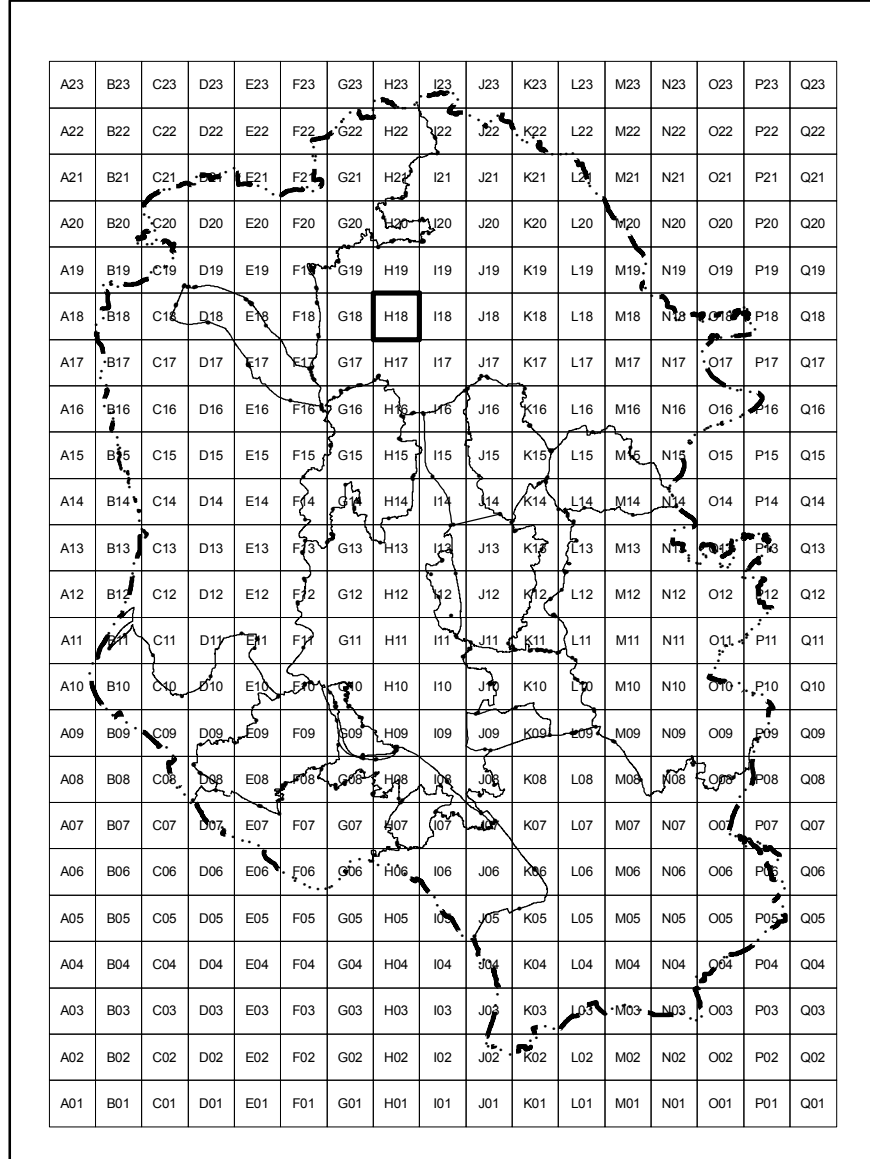 A23 B23 C23 D23 E23 F23 G23 H23 I23 J23 K23 L23 M23 N23 O23 P23 Q23
A22 B22 C22 D22 E22 F22 G22 H22 I22 J22 K22 L22 M22 N22 O22 P22 Q22
A21 B21 C21 D21 E21 F21 G21 H21 I21 J21 K21 L21 M21 N21 O21 P21 Q21
A20 B20 C20 D20 E20 F20 G20 H20 I20 J20 K20 L20 M20 N20 O20 P20 Q20
A19 B19 C19 D19 E19 F19 G19 H19 I19 J19 K19 L19 M19 N19 O19 P19 Q19
A18 B18 C18 D18 E18 F18 G18 H18 I18 J18 K18 L18 M18 N18 O18 P18 Q18
A17 B17 C17 D17 E17 F17 G17 H17 I17 J17 K17 L17 M17 N17 O17 P17 Q17
A16 B16 C16 D16 E16 F16 G16 H16 I16 J16 K16 L16 M16 N16 O16 P16 Q16
A15 B15 C15 D15 E15 F15 G15 H15 I15 J15 K15 L15 M15 N15 O15 P15 Q15
A14 B14 C14 D14 E14 F14 G14 H14 I14 J14 K14 L14 M14 N14 O14 P14 Q14
A13 B13 C13 D13 E13 F13 G13 H13 I13 J13 K13 L13 M13 N13 O13 P13 Q13
A12 B12 C12 D12 E12 F12 G12 H12 I12 J12 K12 L12 M12 N12 O12 P12 Q12
A11 B11 C11 D11 E11 F11 G11 H11 I11 J11 K11 L11 M11 N11 O11 P11 Q11
A10 B10 C10 D10 E10 F10 G10 H10 I10 J10 K10 L10 M10 N10 O10 P10 Q10
A09 B09 C09 D09 E09 F09 G09 H09 I09 J09 K09 L09 M09 N09 O09 P09 Q09
A08 B08 C08 D08 E08 F08 G08 H08 I08 J08 K08 L08 M08 N08 O08 P08 Q08
A07 B07 C07 D07 E07 F07 G07 H07 I07 J07 K07 L07 M07 N07 O07 P07 Q07
A06 B06 C06 D06 E06 F06 G06 H06 I06 J06 K06 L06 M06 N06 O06 P06 Q06
A05 B05 C05 D05 E05 F05 G05 H05 I05 J05 K05 L05 M05 N05 O05 P05 Q05
A04 B04 C04 D04 E04 F04 G04 H04 I04 J04 K04 L04 M04 N04 O04 P04 Q04
A03 B03 C03 D03 E03 F03 G03 H03 I03 J03 K03 L03 M03 N03 O03 P03 Q03
A02 B02 C02 D02 E02 F02 G02 H02 I02 J02 K02 L02 M02 N02 O02 P02 Q02
A01 B01 C01 D01 E01 F01 G01 H01 I01 J01 K01 L01 M01 N01 O01 P01 Q01